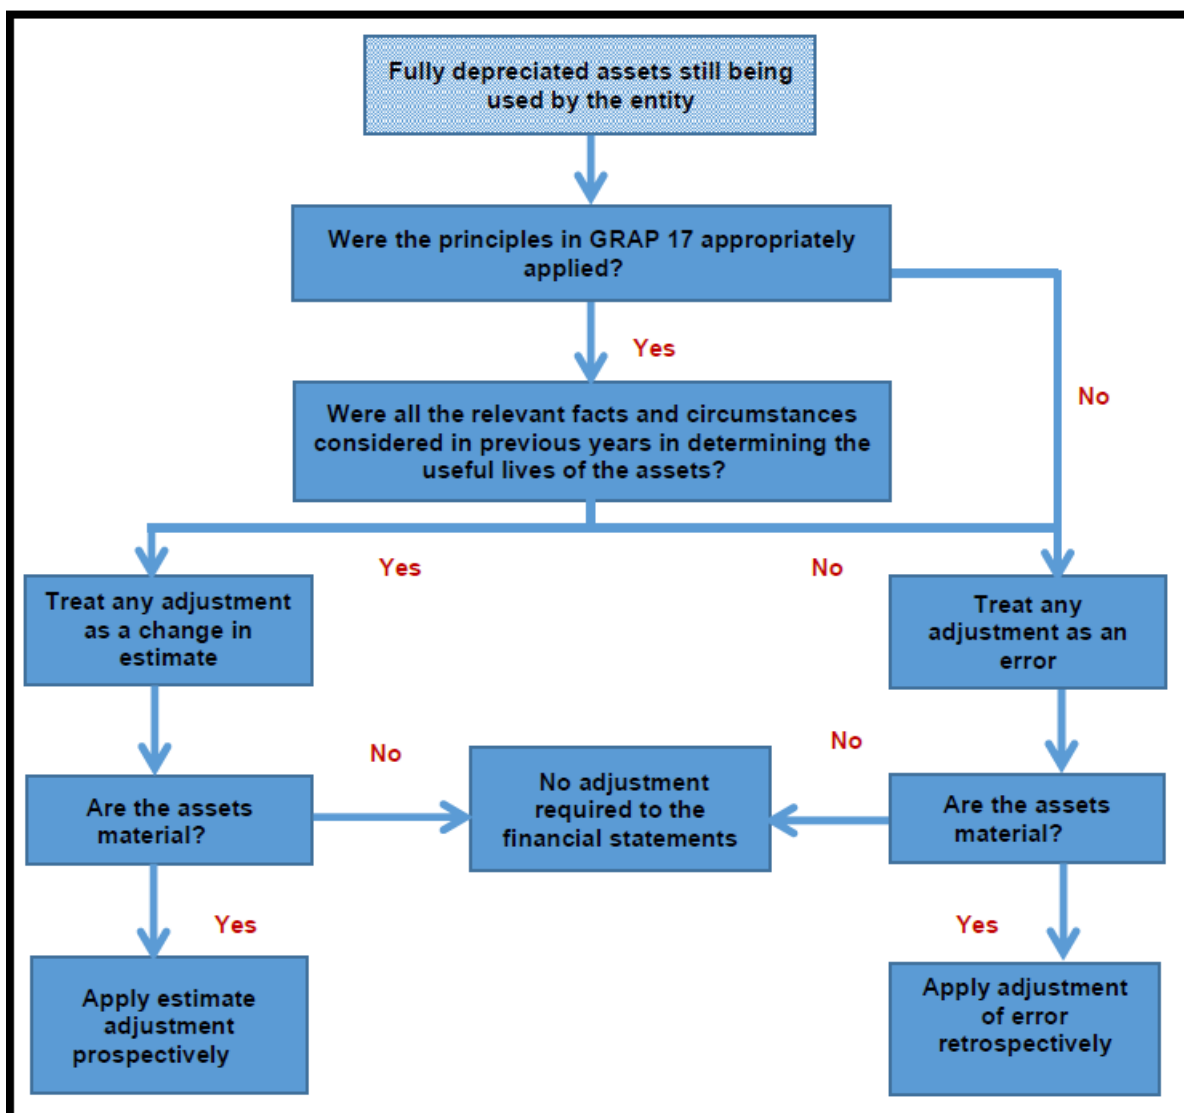 Fully depreciated assets still being
used by the entity
Were the principles in GRAP 17 appropriately
applied?
Yes
No
Were all the relevant facts and circumstances
considered in previous years in determining the
useful lives of the assets?
Yes
No
Treat any adjustment
as a change in
estimate
Treat any
adjustment as an
error
No
No
No adjustment
required to the
financial statements
Are the assets
material?
Are the assets
material?
Yes
Yes
Apply estimate
adjustment
prospectively
Apply adjustment
of error
retrospectively